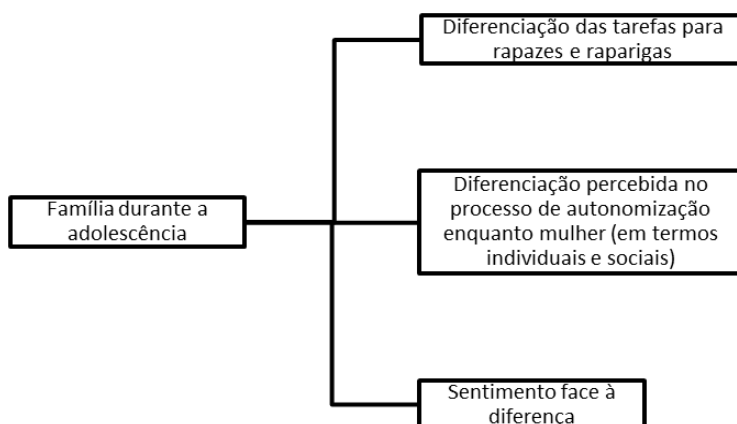 Diferenciação das tarefas para
rapazes e raparigas
Família durante a
adolescência
Diferenciação percebida no
processo de autonomização
enquanto mulher (em termos
individuais e sociais)
Sentimento face à
diferença